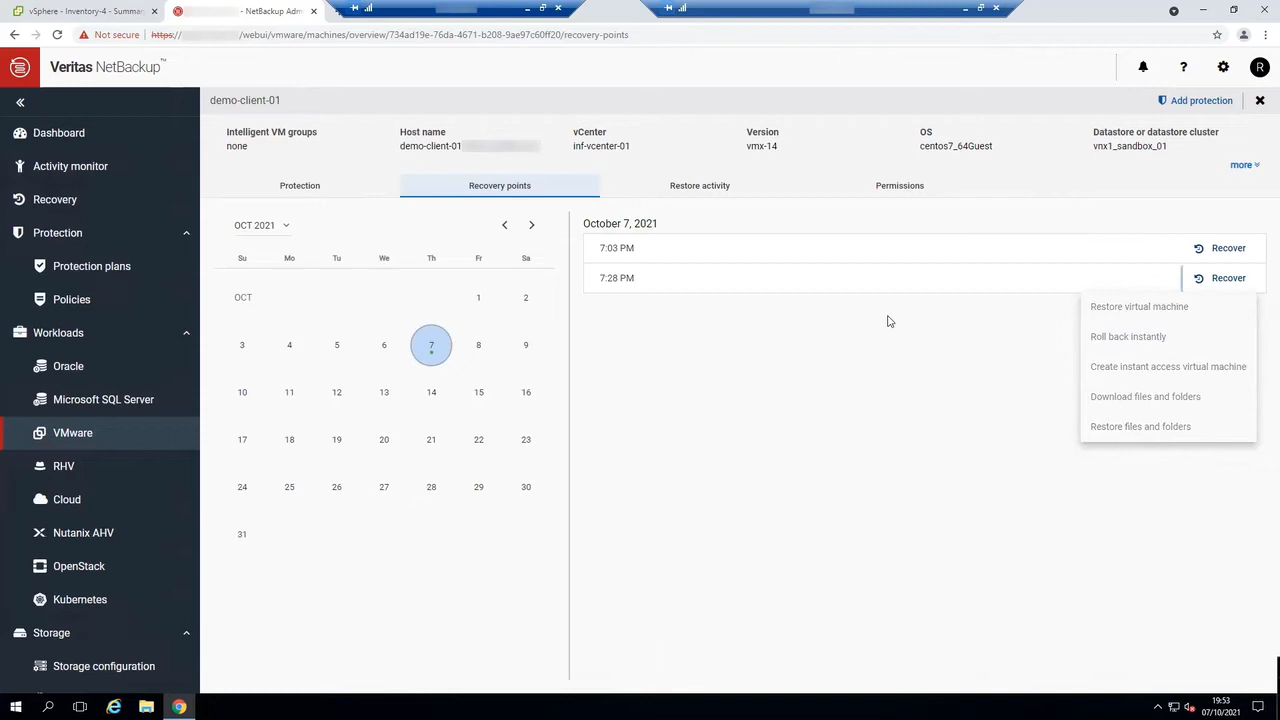 vSphere - Inventory-4 - Summa
NetBackup Adm
Not secure https:// /webui/vmware/machines/overview/734ad19e-76da-4671-b208-9ae97c60ff20/recovery-points
Veritas NetBackup™
R
demo-client-01
Add protection
Intelligent VM groups
none
Host name
demo-client-01
vCenter
inf-vcenter-01
Version
vmx-14
OS
centos7_64Guest
Datastore or datastore cluster
vnx1_sandbox_01
more
Dashboard
Activity monitor
Recovery
Protection
Protection plans
Policies
Workloads
Oracle
Microsoft SQL Server
VMware
RHV
Cloud
Nutanix AHV
OpenStack
Kubernetes
Storage
Storage configuration
Protection
Recovery points
Restore activity
Permissions
OCT 2021
Su Mo Tu We Th Fr Sa
OCT 1 2
3 4 5 6 7 8 9
10 11 12 13 14 15 16
17 18 19 20 21 22 23
24 25 26 27 28 29 30
31
October 7, 2021
7:03 PM Recover
7:28 PM Recover
Restore virtual machine
Roll back instantly
Create instant access virtual machine
Download files and folders
Restore files and folders
19:53
07/10/2021